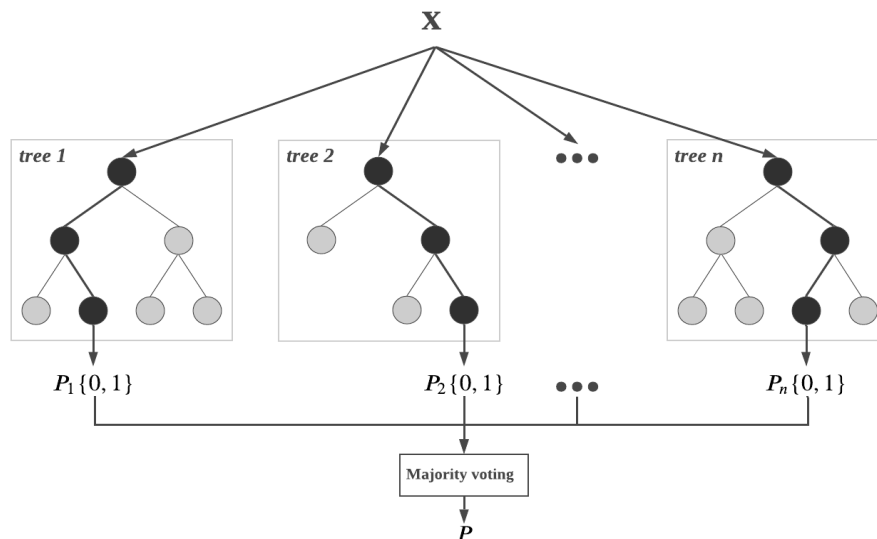 X
tree 1
tree 2
...
tree n
P₁{0, 1}
P₂{0, 1}
...
Pₙ{0, 1}
Majority voting
P